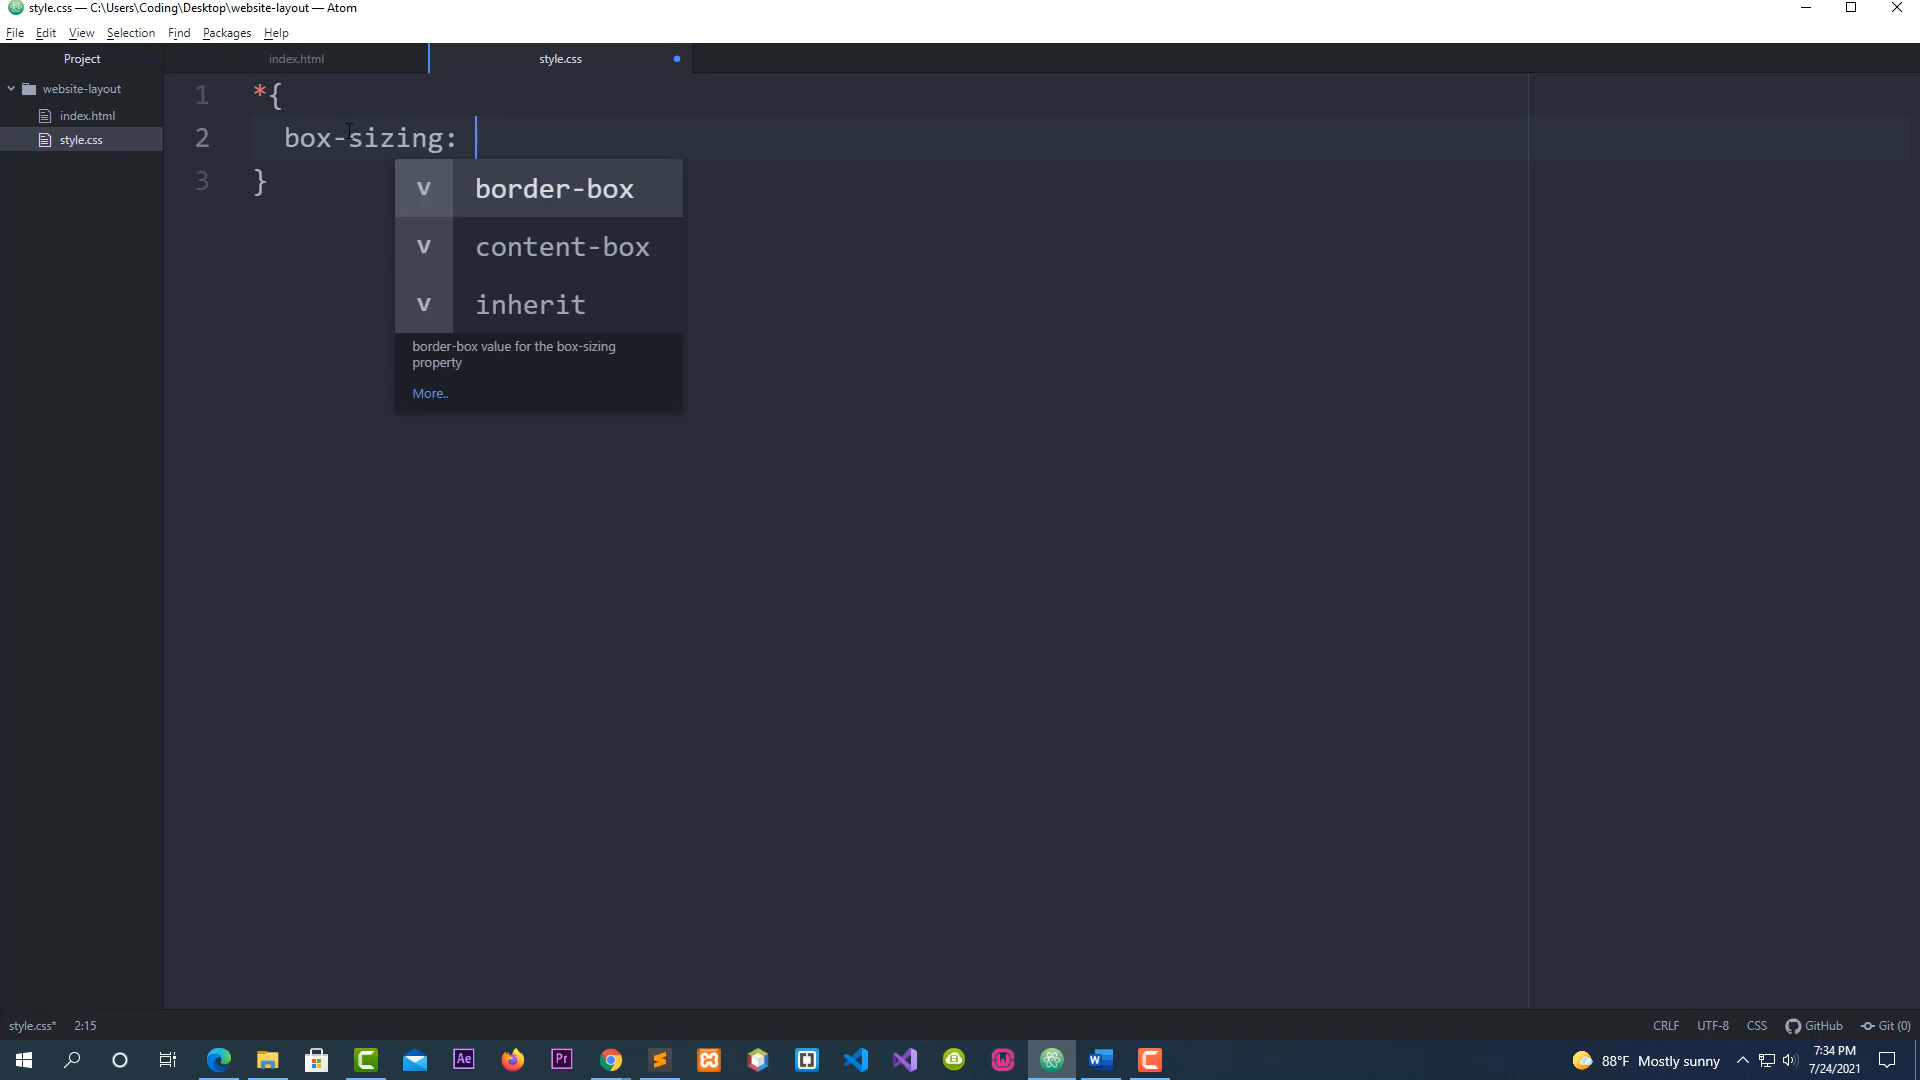 style.css — C:\Users\Coding\Desktop\website-layout — Atom
File Edit View Selection Find Packages Help
Project index.html style.css
website-layout
index.html
style.css
1 *{
2 box-sizing:
3 }
v border-box
v content-box
v inherit
border-box value for the box-sizing
property
More..
style.css* 2:15 CRLF UTF-8 CSS GitHub Git (0)
Ae Pr 88°F Mostly sunny 7:34 PM
7/24/2021